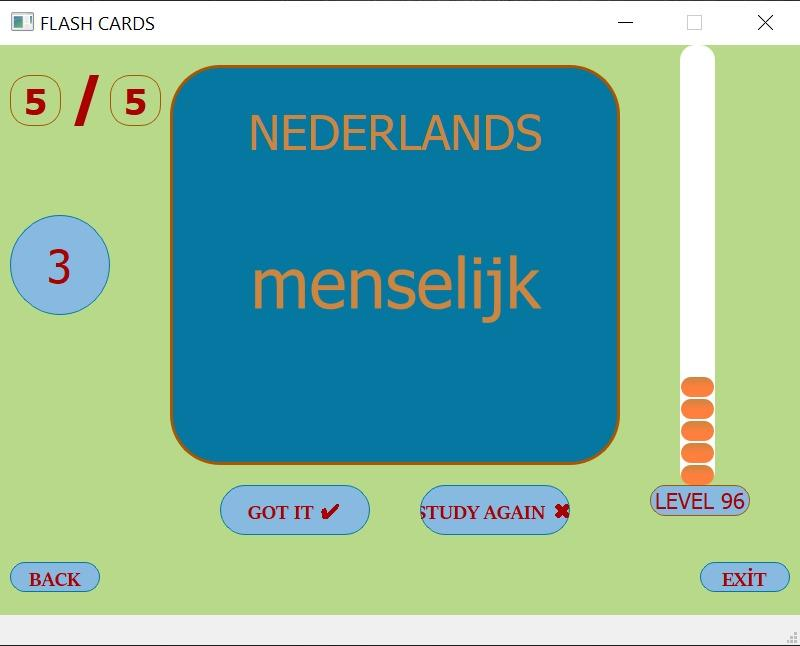 FLASH CARDS
5 / 5
NEDERLANDS
3
menselijk
GOT IT ✔
STUDY AGAIN ✖
LEVEL 96
BACK
EXİT